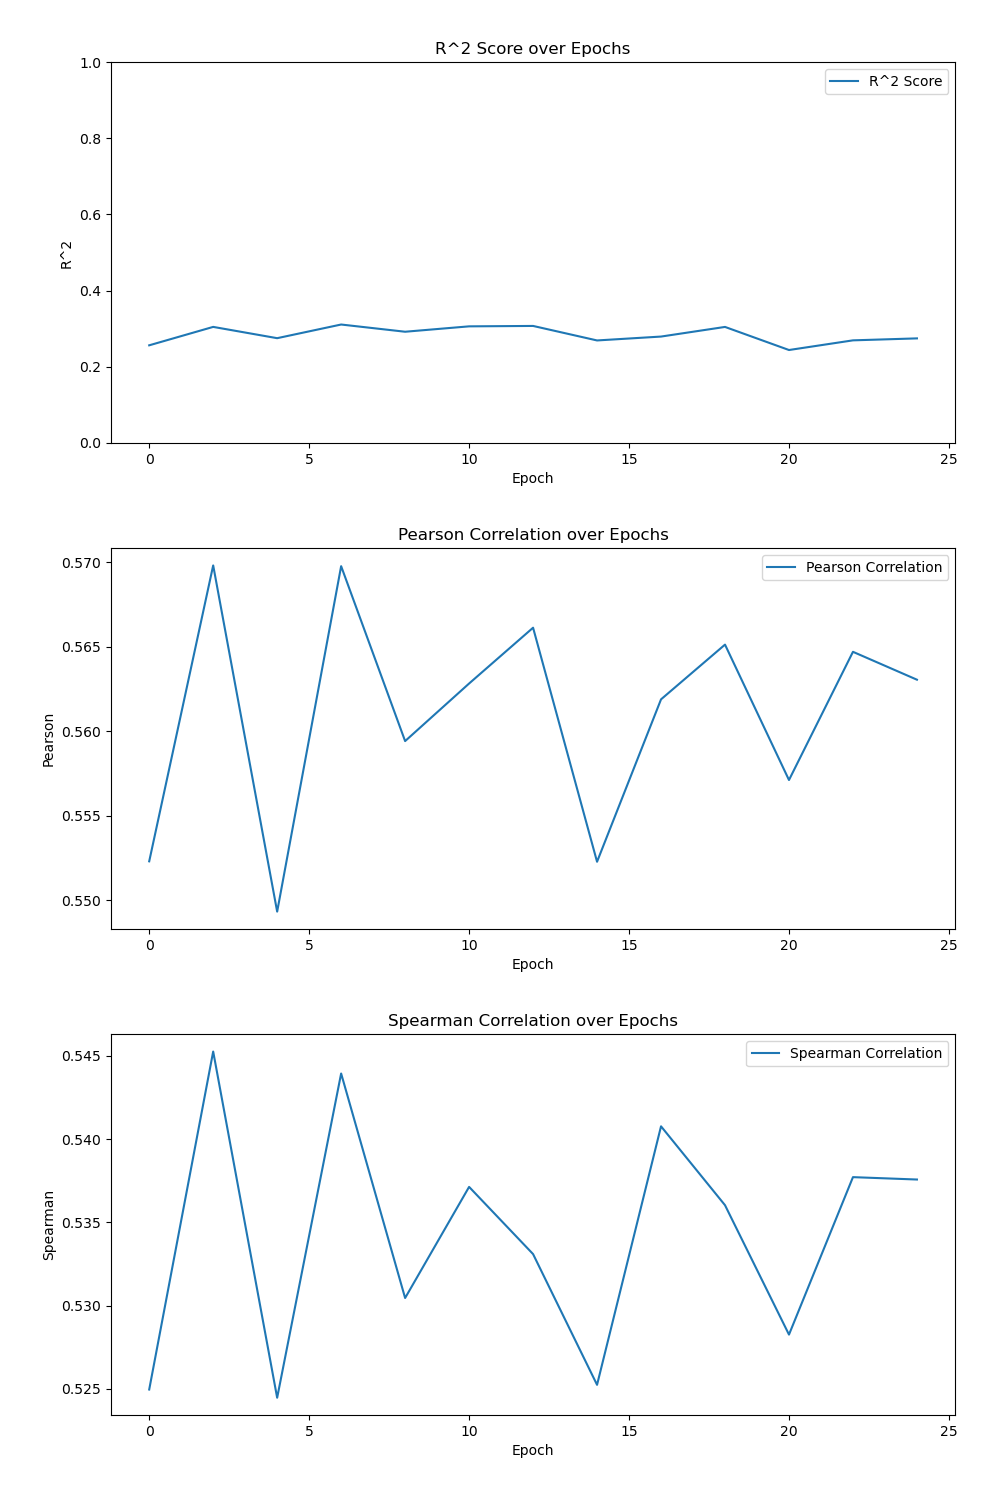 R^2 Score over Epochs
R^2 Score
1.0
0.8
0.6
0.4
0.2
0.0
R^2
0 5 10 15 20 25
Epoch
Pearson Correlation over Epochs
Pearson Correlation
0.570
0.565
0.560
0.555
0.550
Pearson
0 5 10 15 20 25
Epoch
Spearman Correlation over Epochs
Spearman Correlation
0.545
0.540
0.535
0.530
0.525
Spearman
0 5 10 15 20 25
Epoch